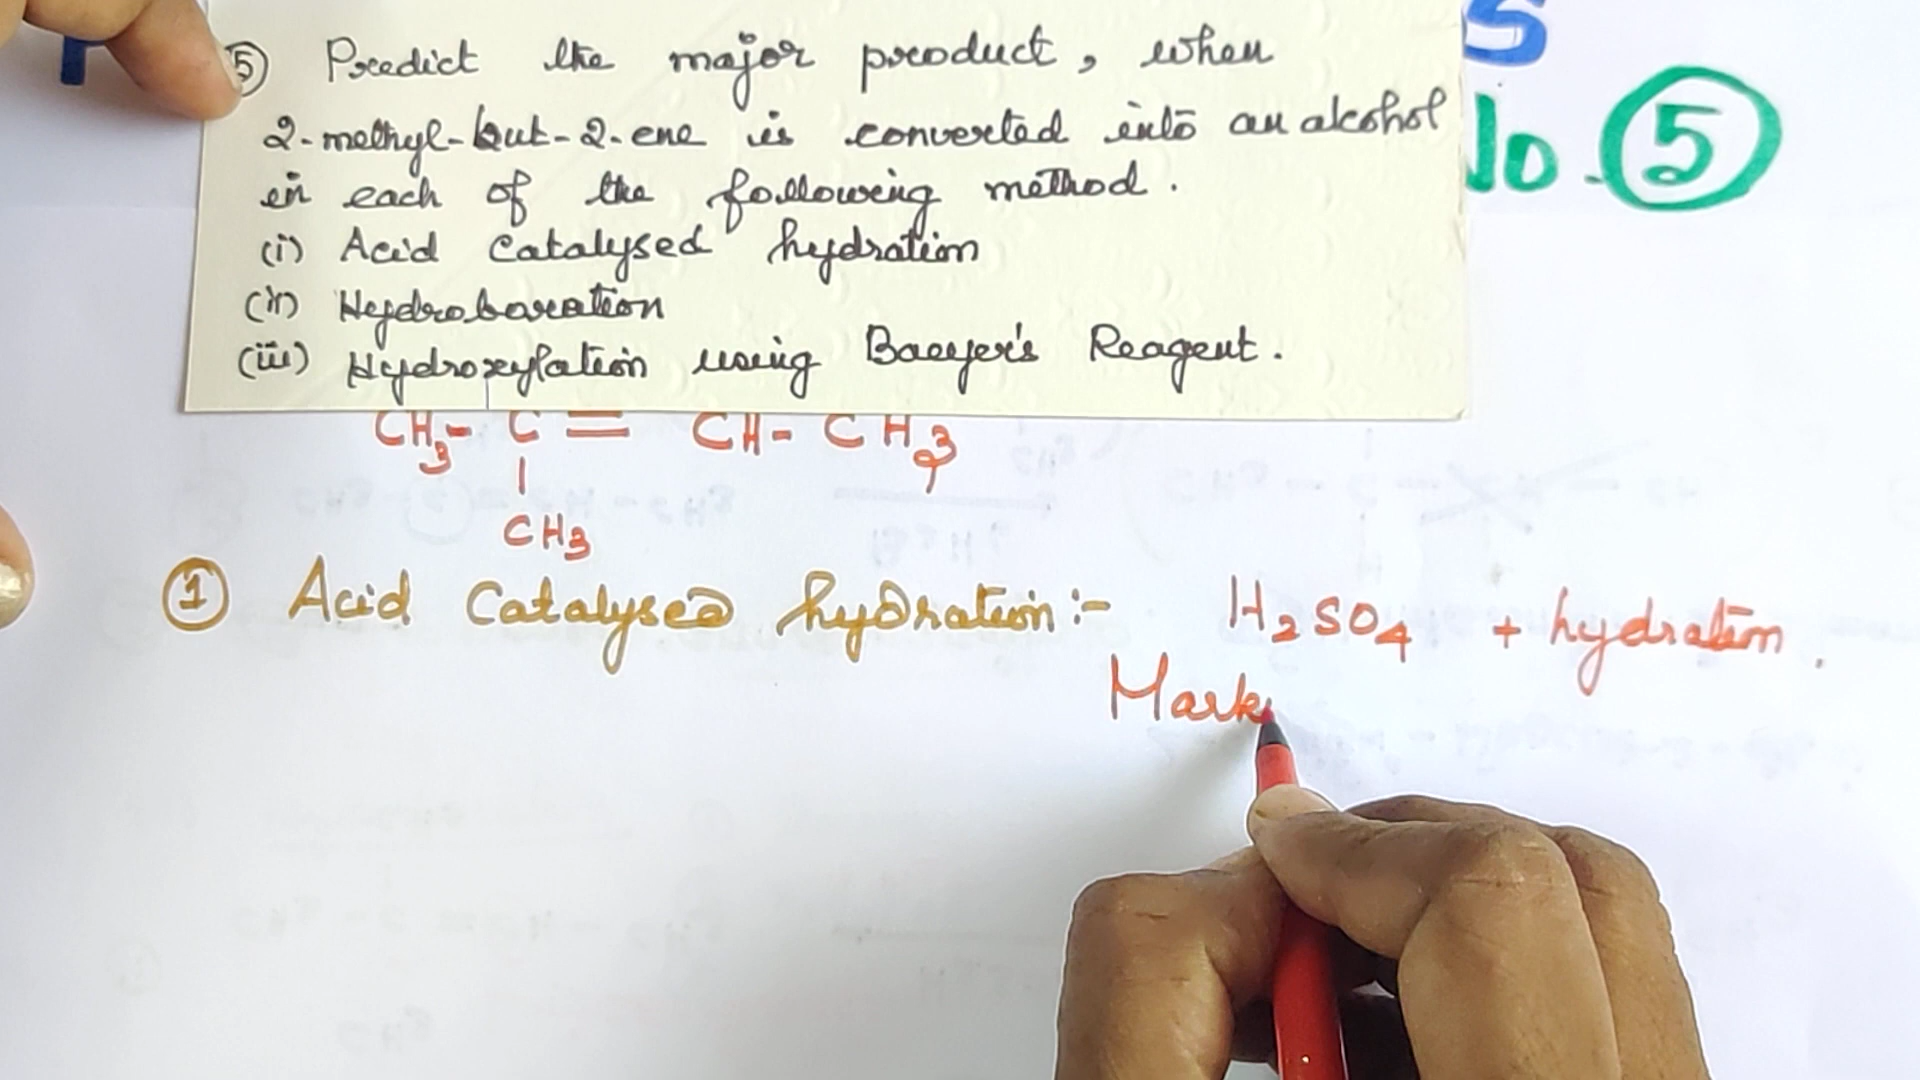 S
No. 5
5 Predict the major product, when
2-methyl-but-2-ene is converted into an alcohol
in each of the following method.
(i) Acid Catalysed hydration
(ii) Hydroboration
(iii) Hydroxylation using Baeyer's Reagent.
CH3- C = CH- CH3
CH3
1 Acid Catalysed hydration:- H2SO4 + hydration.
Mark